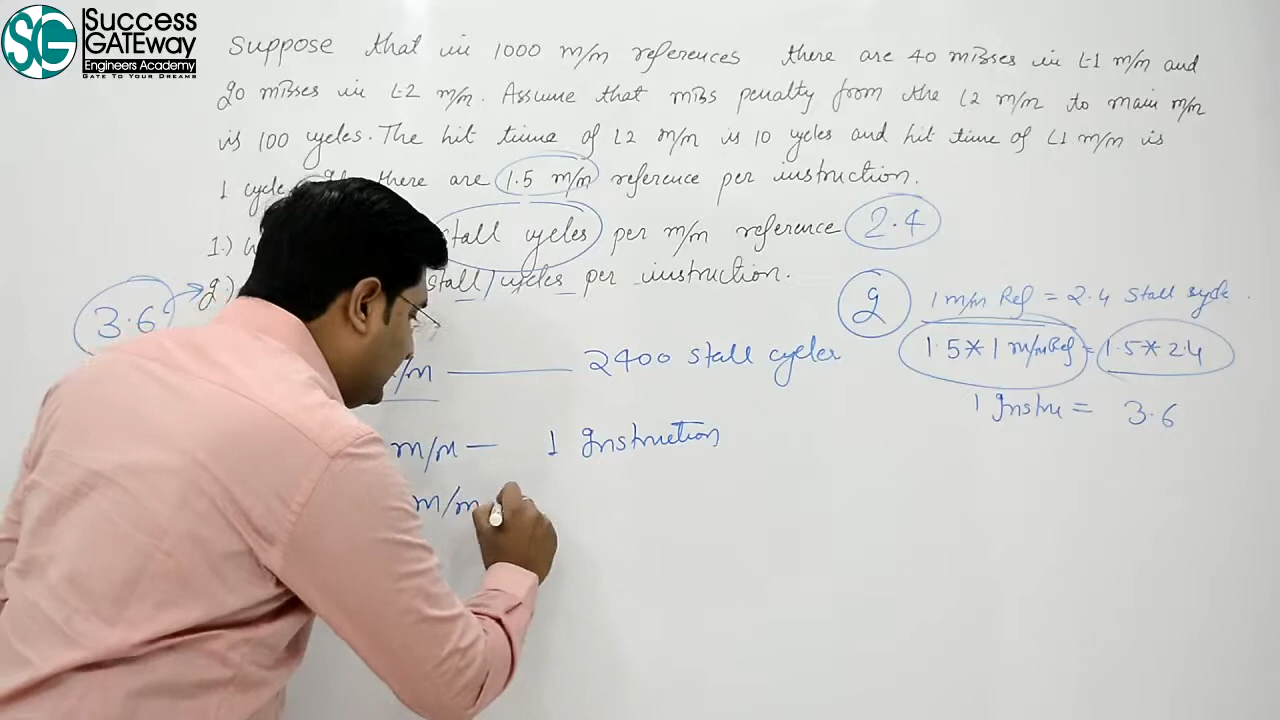 Success
GATEway
Engineers Academy
GATE TO YOUR DREAMS
SG
Suppose that in 1000 m/m references there are 40 misses in L-1 m/m and
20 misses in L-2 m/m. Assume that miss penalty from the L2 m/m to main m/m
is 100 cycles. The hit time of L2 m/m is 10 cycles and hit time of L1 m/m is
1 cycle there are 1.5 m/m reference per instruction.
1.) stall cycles per m/m reference 2.4
2) stall cycles per instruction.
3.6
2 1 m/m Ref = 2.4 Stall cycle.
1.5 * 1 m/m Ref = 1.5 * 2.4
1 Instru = 3.6
/m 2400 stall cycles
m/m — 1 Instruction
m/m